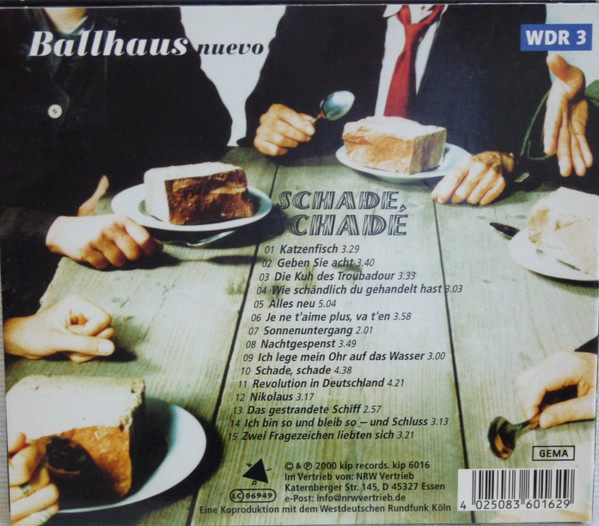 Ballhaus nuevo
WDR 3
SCHADE,
SCHADE
01 Katzenfisch 3.29
02 Geben Sie acht 3.40
03 Die Kuh des Troubadour 3.33
04 Wie schändlich du gehandelt hast 3.03
05 Alles neu 5.04
06 Je ne t'aime plus, va t'en 3.58
07 Sonnenuntergang 2.01
08 Nachtgespenst 3.49
09 Ich lege mein Ohr auf das Wasser 3.00
10 Schade, schade 4.38
11 Revolution in Deutschland 4.21
12 Nikolaus 3.17
13 Das gestrandete Schiff 2.57
14 Ich bin so und bleib so – und Schluss 3.13
15 Zwei Fragezeichen liebten sich 3.21
© & ℗ 2000 kip records. kip 6016
Im Vertrieb von: NRW Vertrieb
Katernberger Str. 145, D 45327 Essen
e-Post: info@nrwvertrieb.de
Eine Koproduktion mit dem Westdeutschen Rundfunk Köln
LC 06949
GEMA
4 025083 601629